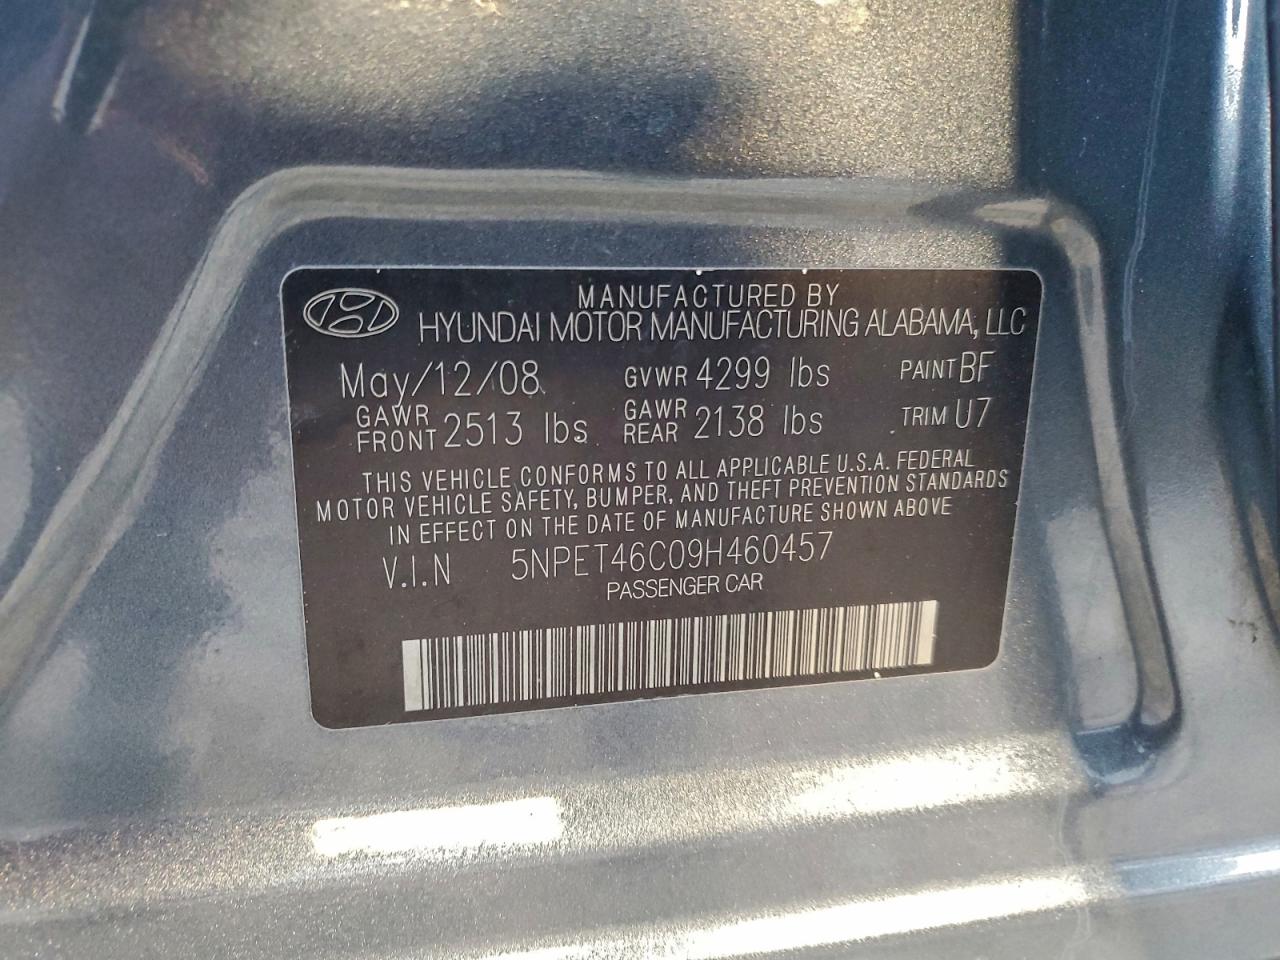 MANUFACTURED BY
HYUNDAI MOTOR MANUFACTURING ALABAMA, LLC
May/12/08 GVWR 4299 lbs PAINT BF
GAWR FRONT 2513 lbs GAWR REAR 2138 lbs TRIM U7
THIS VEHICLE CONFORMS TO ALL APPLICABLE U.S.A. FEDERAL
MOTOR VEHICLE SAFETY, BUMPER, AND THEFT PREVENTION STANDARDS
IN EFFECT ON THE DATE OF MANUFACTURE SHOWN ABOVE
V.I.N 5NPET46C09H460457
PASSENGER CAR